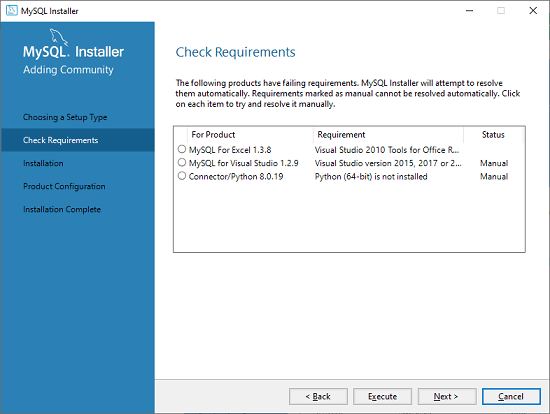 MySQL Installer
MySQL. Installer
Adding Community
Choosing a Setup Type
Check Requirements
Installation
Product Configuration
Installation Complete
Check Requirements
The following products have failing requirements. MySQL Installer will attempt to resolve
them automatically. Requirements marked as manual cannot be resolved automatically. Click
on each item to try and resolve it manually.
For Product Requirement Status
MySQL For Excel 1.3.8 Visual Studio 2010 Tools for Office R...
MySQL for Visual Studio 1.2.9 Visual Studio version 2015, 2017 or 2... Manual
Connector/Python 8.0.19 Python (64-bit) is not installed Manual
< Back Execute Next > Cancel